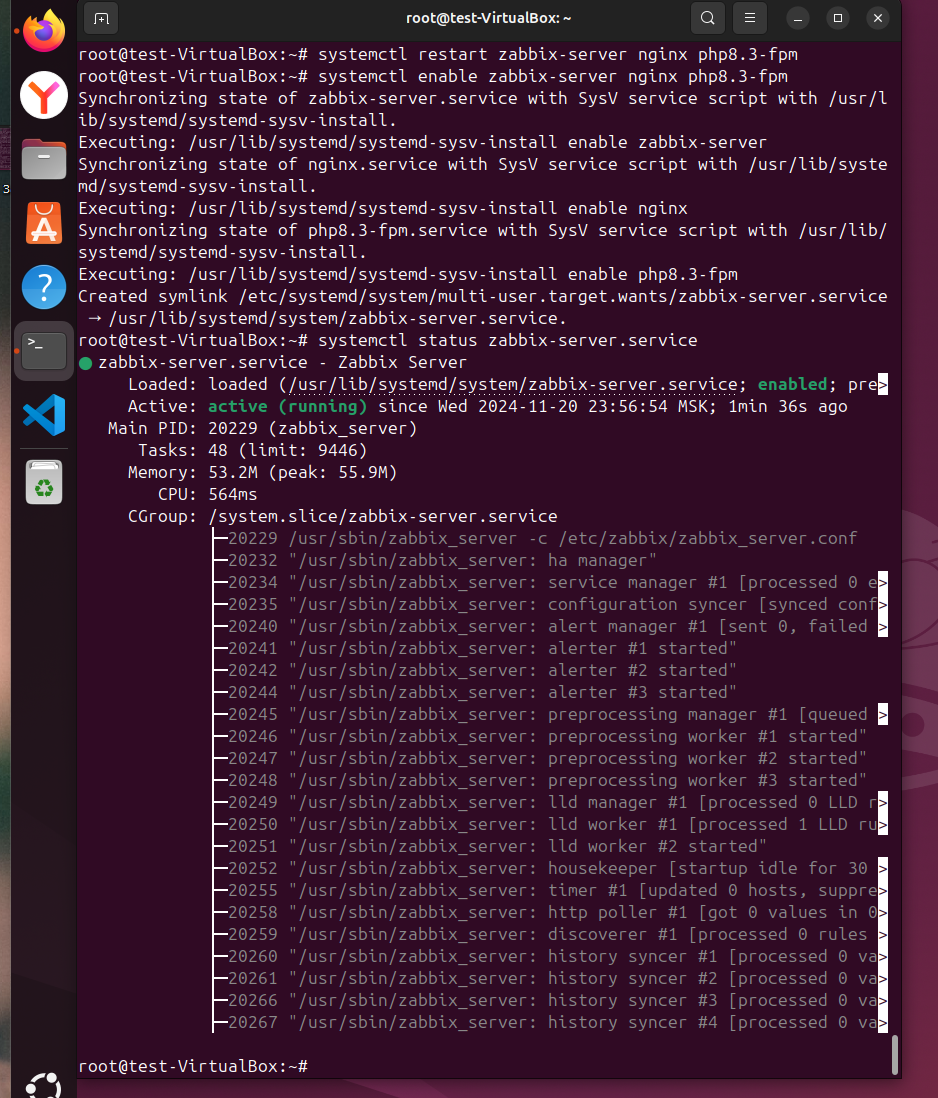 root@test-VirtualBox: ~
root@test-VirtualBox:~# systemctl restart zabbix-server nginx php8.3-fpm
root@test-VirtualBox:~# systemctl enable zabbix-server nginx php8.3-fpm
Synchronizing state of zabbix-server.service with SysV service script with /usr/l
ib/systemd/systemd-sysv-install.
Executing: /usr/lib/systemd/systemd-sysv-install enable zabbix-server
Synchronizing state of nginx.service with SysV service script with /usr/lib/syste
md/systemd-sysv-install.
Executing: /usr/lib/systemd/systemd-sysv-install enable nginx
Synchronizing state of php8.3-fpm.service with SysV service script with /usr/lib/
systemd/systemd-sysv-install.
Executing: /usr/lib/systemd/systemd-sysv-install enable php8.3-fpm
Created symlink /etc/systemd/system/multi-user.target.wants/zabbix-server.service
→ /usr/lib/systemd/system/zabbix-server.service.
root@test-VirtualBox:~# systemctl status zabbix-server.service
● zabbix-server.service - Zabbix Server
Loaded: loaded (/usr/lib/systemd/system/zabbix-server.service; enabled; pre>
Active: active (running) since Wed 2024-11-20 23:56:54 MSK; 1min 36s ago
Main PID: 20229 (zabbix_server)
Tasks: 48 (limit: 9446)
Memory: 53.2M (peak: 55.9M)
CPU: 564ms
CGroup: /system.slice/zabbix-server.service
├─20229 /usr/sbin/zabbix_server -c /etc/zabbix/zabbix_server.conf
├─20232 "/usr/sbin/zabbix_server: ha manager"
├─20234 "/usr/sbin/zabbix_server: service manager #1 [processed 0 e>
├─20235 "/usr/sbin/zabbix_server: configuration syncer [synced conf>
├─20240 "/usr/sbin/zabbix_server: alert manager #1 [sent 0, failed >
├─20241 "/usr/sbin/zabbix_server: alerter #1 started"
├─20242 "/usr/sbin/zabbix_server: alerter #2 started"
├─20244 "/usr/sbin/zabbix_server: alerter #3 started"
├─20245 "/usr/sbin/zabbix_server: preprocessing manager #1 [queued >
├─20246 "/usr/sbin/zabbix_server: preprocessing worker #1 started"
├─20247 "/usr/sbin/zabbix_server: preprocessing worker #2 started"
├─20248 "/usr/sbin/zabbix_server: preprocessing worker #3 started"
├─20249 "/usr/sbin/zabbix_server: lld manager #1 [processed 0 LLD r>
├─20250 "/usr/sbin/zabbix_server: lld worker #1 [processed 1 LLD ru>
├─20251 "/usr/sbin/zabbix_server: lld worker #2 started"
├─20252 "/usr/sbin/zabbix_server: housekeeper [startup idle for 30 >
├─20255 "/usr/sbin/zabbix_server: timer #1 [updated 0 hosts, suppre>
├─20258 "/usr/sbin/zabbix_server: http poller #1 [got 0 values in 0>
├─20259 "/usr/sbin/zabbix_server: discoverer #1 [processed 0 rules >
├─20260 "/usr/sbin/zabbix_server: history syncer #1 [processed 0 va>
├─20261 "/usr/sbin/zabbix_server: history syncer #2 [processed 0 va>
├─20266 "/usr/sbin/zabbix_server: history syncer #3 [processed 0 va>
├─20267 "/usr/sbin/zabbix_server: history syncer #4 [processed 0 va>
root@test-VirtualBox:~#